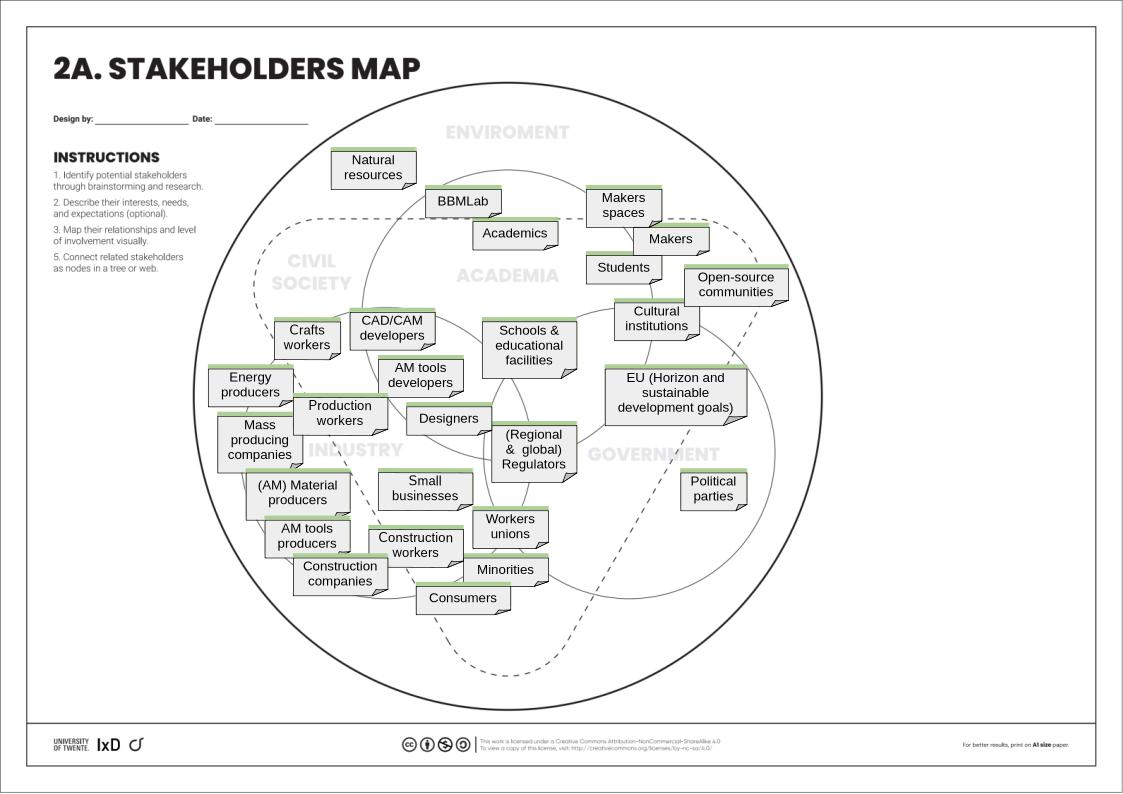 2A. STAKEHOLDERS MAP
Design by: ____________________ Date: ____________________
INSTRUCTIONS
1. Identify potential stakeholders
through brainstorming and research.
2. Describe their interests, needs,
and expectations (optional).
3. Map their relationships and level
of involvement visually.
5. Connect related stakeholders
as nodes in a tree or web.
ENVIROMENT
Natural
resources
BBMLab
Makers
spaces
Academics
Makers
CIVIL
SOCIETY
ACADEMIA
Students
Open-source
communities
Crafts
workers
CAD/CAM
developers
Schools &
educational
facilities
Cultural
institutions
Energy
producers
AM tools
developers
EU (Horizon and
sustainable
development goals)
Production
workers
Designers
Mass
producing
companies
INDUSTRY
(Regional
& global)
Regulators
GOVERNMENT
(AM) Material
producers
Small
businesses
Political
parties
AM tools
producers
Construction
workers
Workers
unions
Construction
companies
Minorities
Consumers
UNIVERSITY
OF TWENTE.
IxD
cc
This work is licensed under a Creative Commons Attribution-NonCommercial-ShareAlike 4.0
To view a copy of this license, visit: http://creativecommons.org/licenses/by-nc-sa/4.0/
For better results, print on A1 size paper.